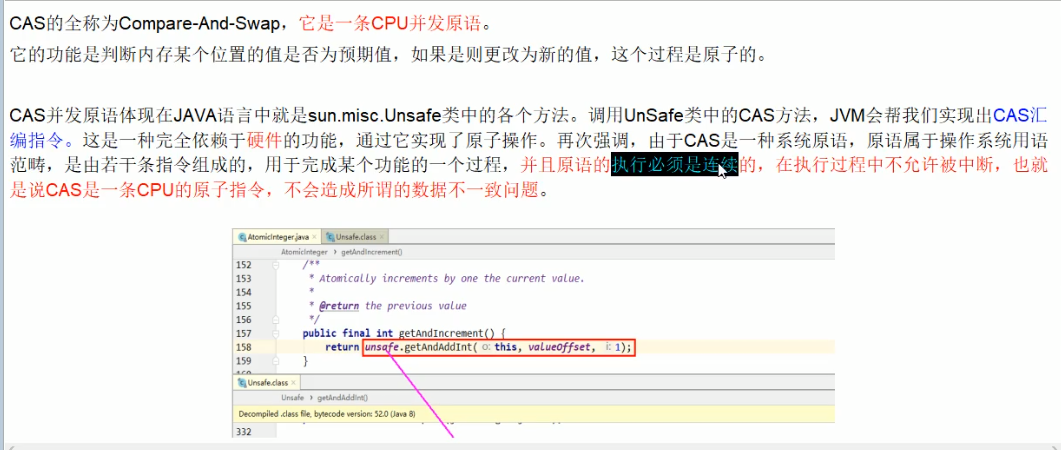 CAS的全称为Compare-And-Swap，它是一条CPU并发原语。
它的功能是判断内存某个位置的值是否为预期值，如果是则更改为新的值，这个过程是原子的。
CAS并发原语体现在JAVA语言中就是sun.misc.Unsafe类中的各个方法。调用UnSafe类中的CAS方法，JVM会帮我们实现出CAS汇
编指令。这是一种完全依赖于硬件的功能，通过它实现了原子操作。再次强调，由于CAS是一种系统原语，原语属于操作系统用语
范畴，是由若干条指令组成的，用于完成某个功能的一个过程，并且原语的执行必须是连续的，在执行过程中不允许被中断，也就
是说CAS是一条CPU的原子指令，不会造成所谓的数据不一致问题。
AtomicInteger.java × Unsafe.class ×
AtomicInteger › getAndIncrement()
152 /**
153 * Atomically increments by one the current value.
154 *
155 * @return the previous value
156 */
157 public final int getAndIncrement() {
158 return unsafe.getAndAddInt( o: this, valueOffset, i: 1);
159 }
Unsafe.class ×
Unsafe › getAndAddInt()
Decompiled .class file, bytecode version: 52.0 (Java 8)
332